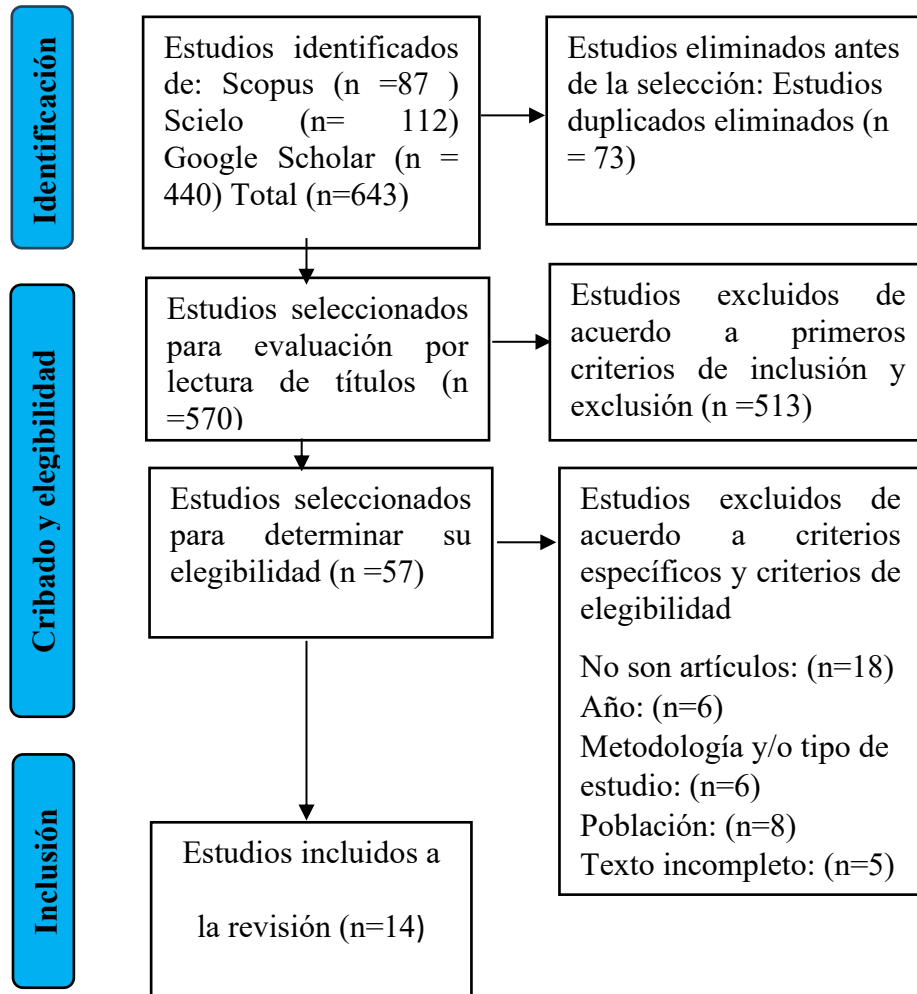 Identificación
Estudios identificados
de: Scopus (n =87 )
Scielo (n= 112)
Google Scholar (n =
440) Total (n=643)
Estudios eliminados antes
de la selección: Estudios
duplicados eliminados (n
= 73)
Cribado y elegibilidad
Estudios seleccionados
para evaluación por
lectura de títulos (n
=570)
Estudios excluidos de
acuerdo a primeros
criterios de inclusión y
exclusión (n =513)
Estudios seleccionados
para determinar su
elegibilidad (n =57)
Estudios excluidos de
acuerdo a criterios
específicos y criterios de
elegibilidad
No son artículos: (n=18)
Año: (n=6)
Metodología y/o tipo de
estudio: (n=6)
Población: (n=8)
Texto incompleto: (n=5)
Inclusión
Estudios incluidos a
la revisión (n=14)